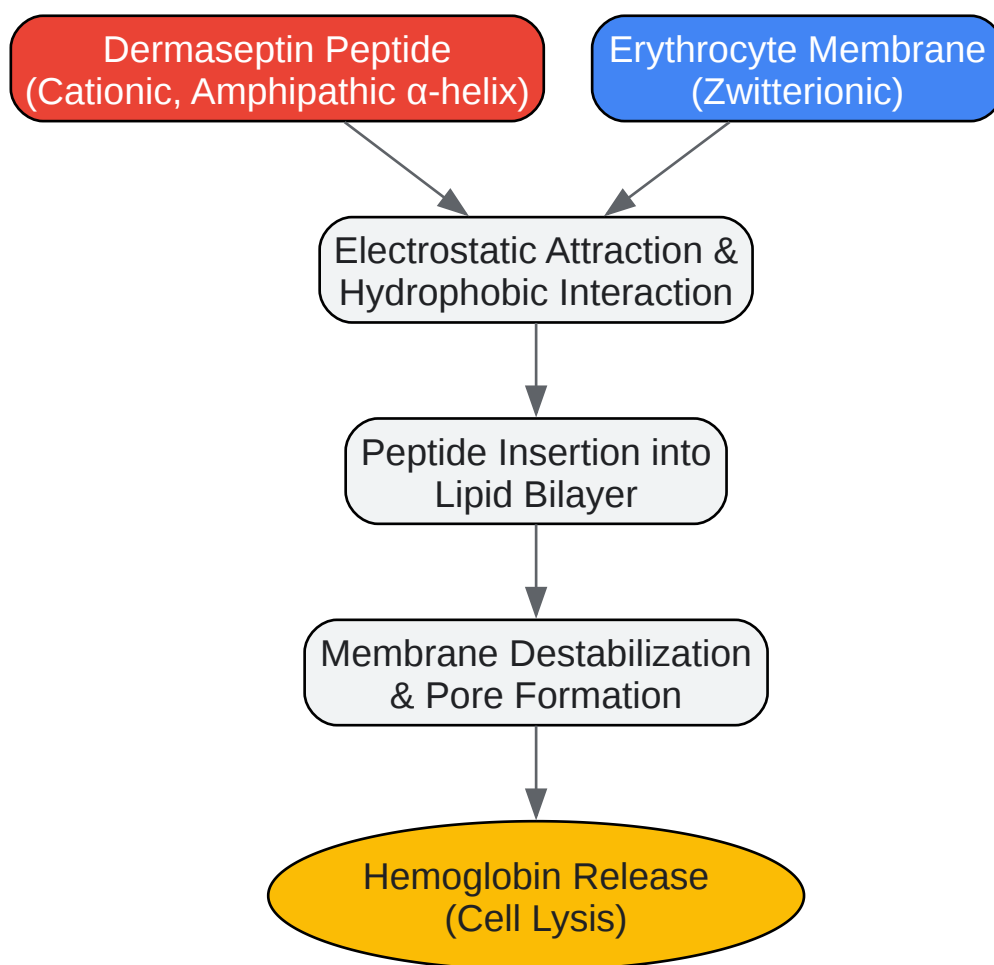 Dermaseptin Peptide
(Cationic, Amphipathic α-helix)
Erythrocyte Membrane
(Zwitterionic)
Electrostatic Attraction &
Hydrophobic Interaction
Peptide Insertion into
Lipid Bilayer
Membrane Destabilization
& Pore Formation
Hemoglobin Release
(Cell Lysis)